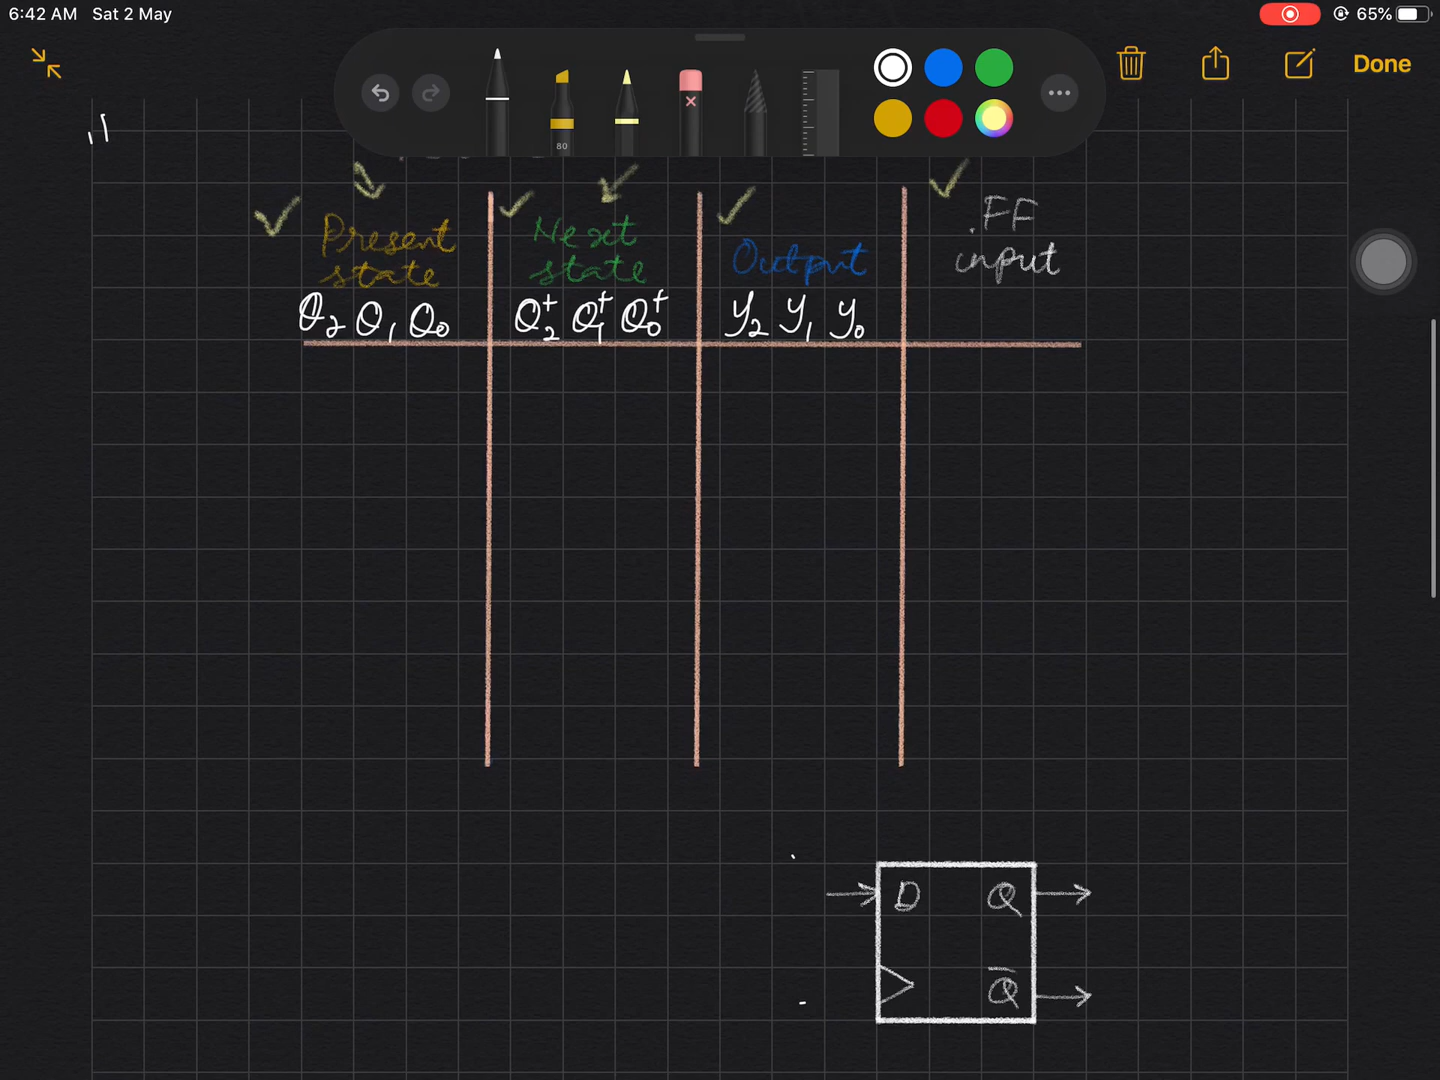 6:42 AM Sat 2 May
65%
Done
80
Present state
Next state
Output
FF input
Q₂ Q₁ Q₀
Q₂⁺ Q₁⁺ Q₀⁺
y₂ y₁ y₀
D Q
Q̅